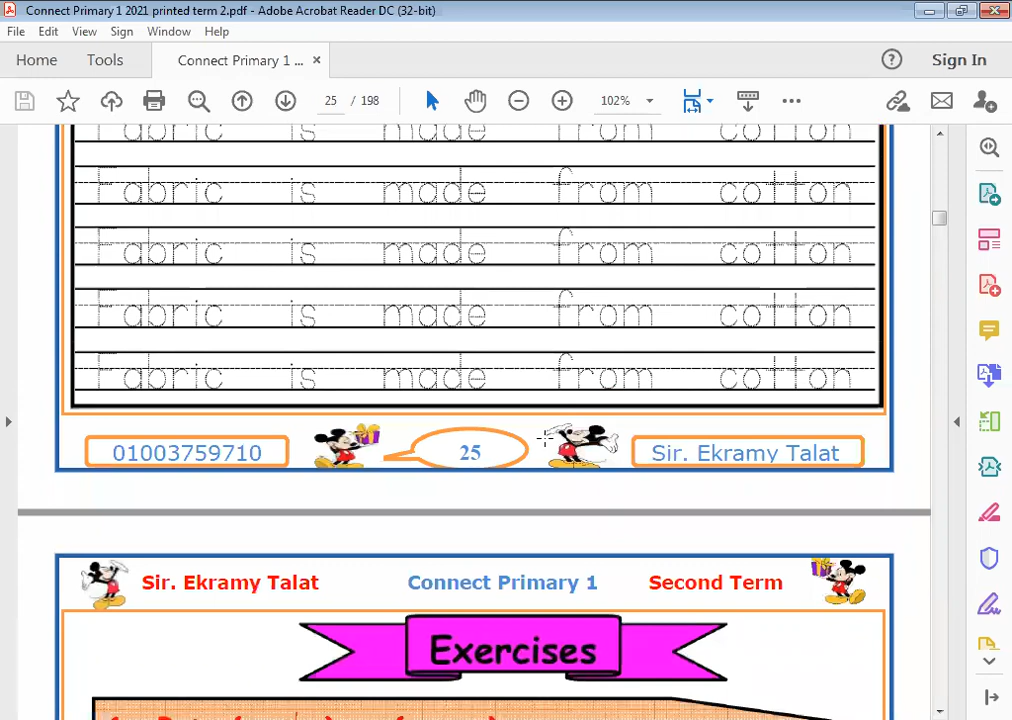 Connect Primary 1 2021 printed term 2.pdf - Adobe Acrobat Reader DC (32-bit)
File Edit View Sign Window Help
Home Tools Connect Primary 1 ... × Sign In
25 / 198 102%
Fabric is made from cotton
Fabric is made from cotton
Fabric is made from cotton
Fabric is made from cotton
Fabric is made from cotton
01003759710 25 Sir. Ekramy Talat
Sir. Ekramy Talat Connect Primary 1 Second Term
Exercises